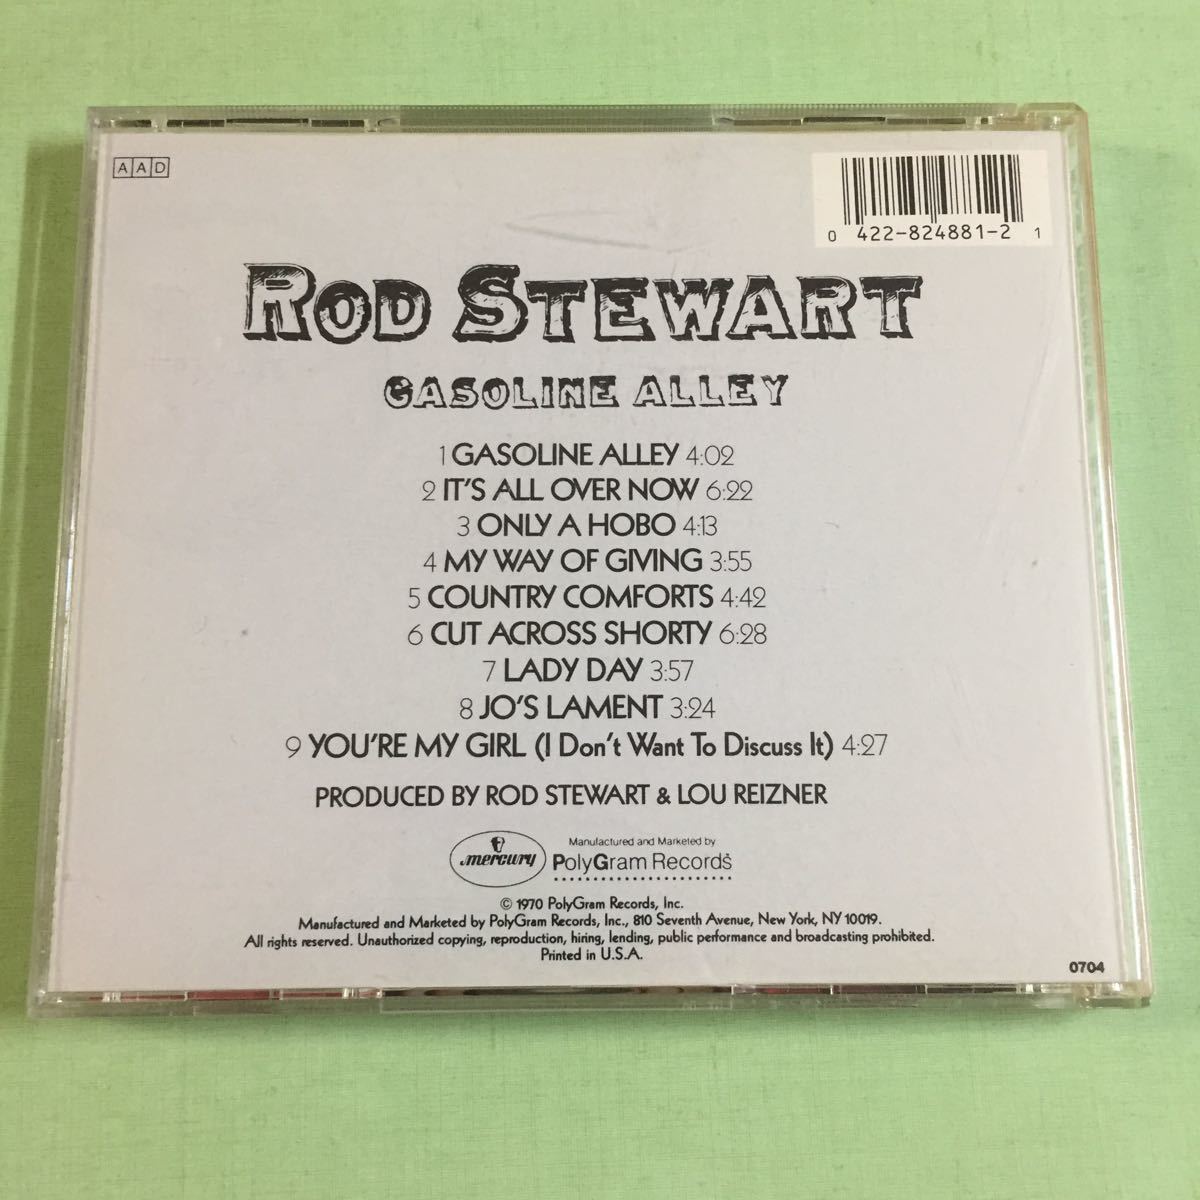 AAD
0 422-824881-2 1
ROD STEWART
GASOLINE ALLEY
1 GASOLINE ALLEY 4:02
2 IT'S ALL OVER NOW 6:22
3 ONLY A HOBO 4:13
4 MY WAY OF GIVING 3:55
5 COUNTRY COMFORTS 4:42
6 CUT ACROSS SHORTY 6:28
7 LADY DAY 3:57
8 JO'S LAMENT 3:24
9 YOU'RE MY GIRL (I Don't Want To Discuss It) 4:27
PRODUCED BY ROD STEWART & LOU REIZNER
mercury
Manufactured and Marketed by
PolyGram Records
© 1970 PolyGram Records, Inc.
Manufactured and Marketed by PolyGram Records, Inc., 810 Seventh Avenue, New York, NY 10019.
All rights reserved. Unauthorized copying, reproduction, hiring, lending, public performance and broadcasting prohibited.
Printed in U.S.A.
0704